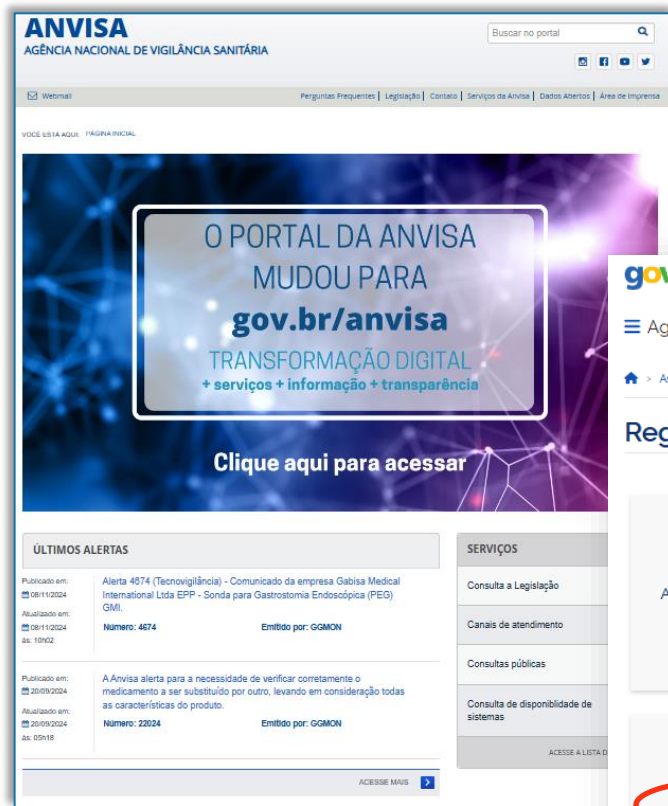 ANVISA
AGÊNCIA NACIONAL DE VIGILÂNCIA SANITÁRIA
Buscar no portal
Webmail
Perguntas Frequentes | Legislação | Contato | Serviços da Anvisa | Dados Abertos | Área de Imprensa
VOCÊ ESTÁ AQUI: PÁGINA INICIAL
O PORTAL DA ANVISA
MUDOU PARA
gov.br/anvisa
TRANSFORMAÇÃO DIGITAL
+ serviços + informação + transparência
Clique aqui para acessar
ÚLTIMOS ALERTAS
Publicado em:
08/11/2024
Atualizado em:
08/11/2024
às: 10h02
Alerta 4674 (Tecnovigilância) - Comunicado da empresa Gabisa Medical
International Ltda EPP - Sonda para Gastrostomia Endoscópica (PEG)
GMI.
Número: 4674 Emitido por: GGMON
Publicado em:
20/09/2024
Atualizado em:
20/09/2024
às: 05h18
A Anvisa alerta para a necessidade de verificar corretamente o
medicamento a ser substituído por outro, levando em consideração todas
as características do produto.
Número: 22024 Emitido por: GGMON
ACESSE MAIS
SERVIÇOS
Consulta a Legislação
Canais de atendimento
Consultas públicas
Consulta de disponiblidade de
sistemas
ACESSE A LISTA D
gov
Ag
As
Reg
A